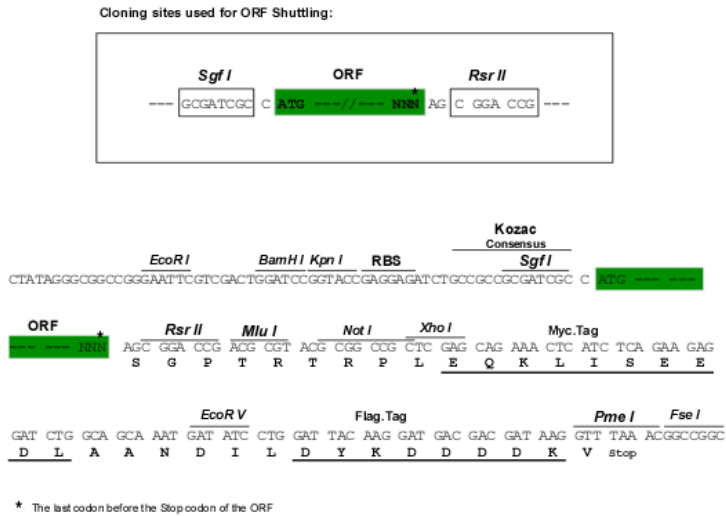 Cloning sites used for ORF Shuttling:
Sgf I ORF Rsr II
*
--- GCGATCGC C ATG ---//--- NNN AG C GGA CCG ---
Kozac
Consensus
EcoR I BamH I Kpn I RBS Sgf I
CTATAGGGCGGCCGGGAATTCGTCGACTGGATCCGGTACCGAGGAGATCTGCCGCCGCGATCGC C ATG --- ---
ORF * Rsr II Mlu I Not I Xho I Myc.Tag
--- --- NNN AGC GGA CCG ACG CGT ACG CGG CCG CTC GAG CAG AAA CTC ATC TCA GAA GAG
S G P T R T R P L E Q K L I S E E
EcoR V Flag.Tag Pme I Fse I
GAT CTG GCA GCA AAT GAT ATC CTG GAT TAC AAG GAT GAC GAC GAT AAG GTT TAA ACGGCCGGC
D L A A N D I L D Y K D D D D K V Stop
* The last codon before the Stop codon of the ORF